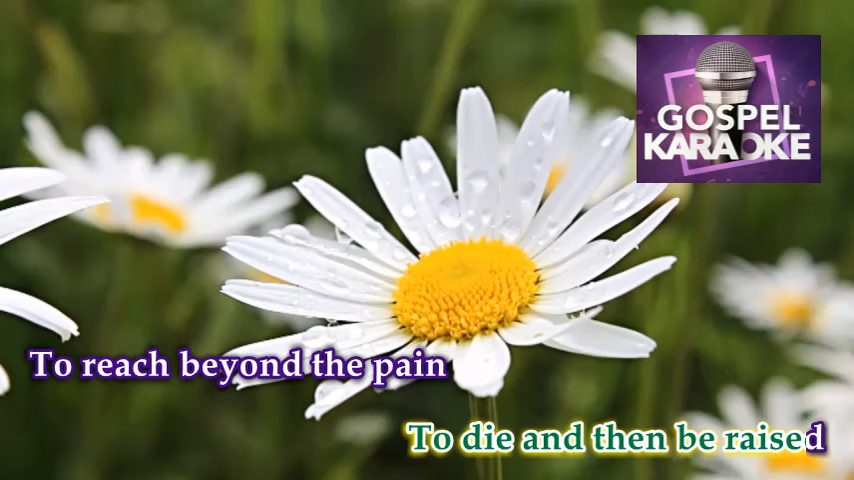 GOSPEL
KARAOKE
To reach beyond the pain
To die and then be raised